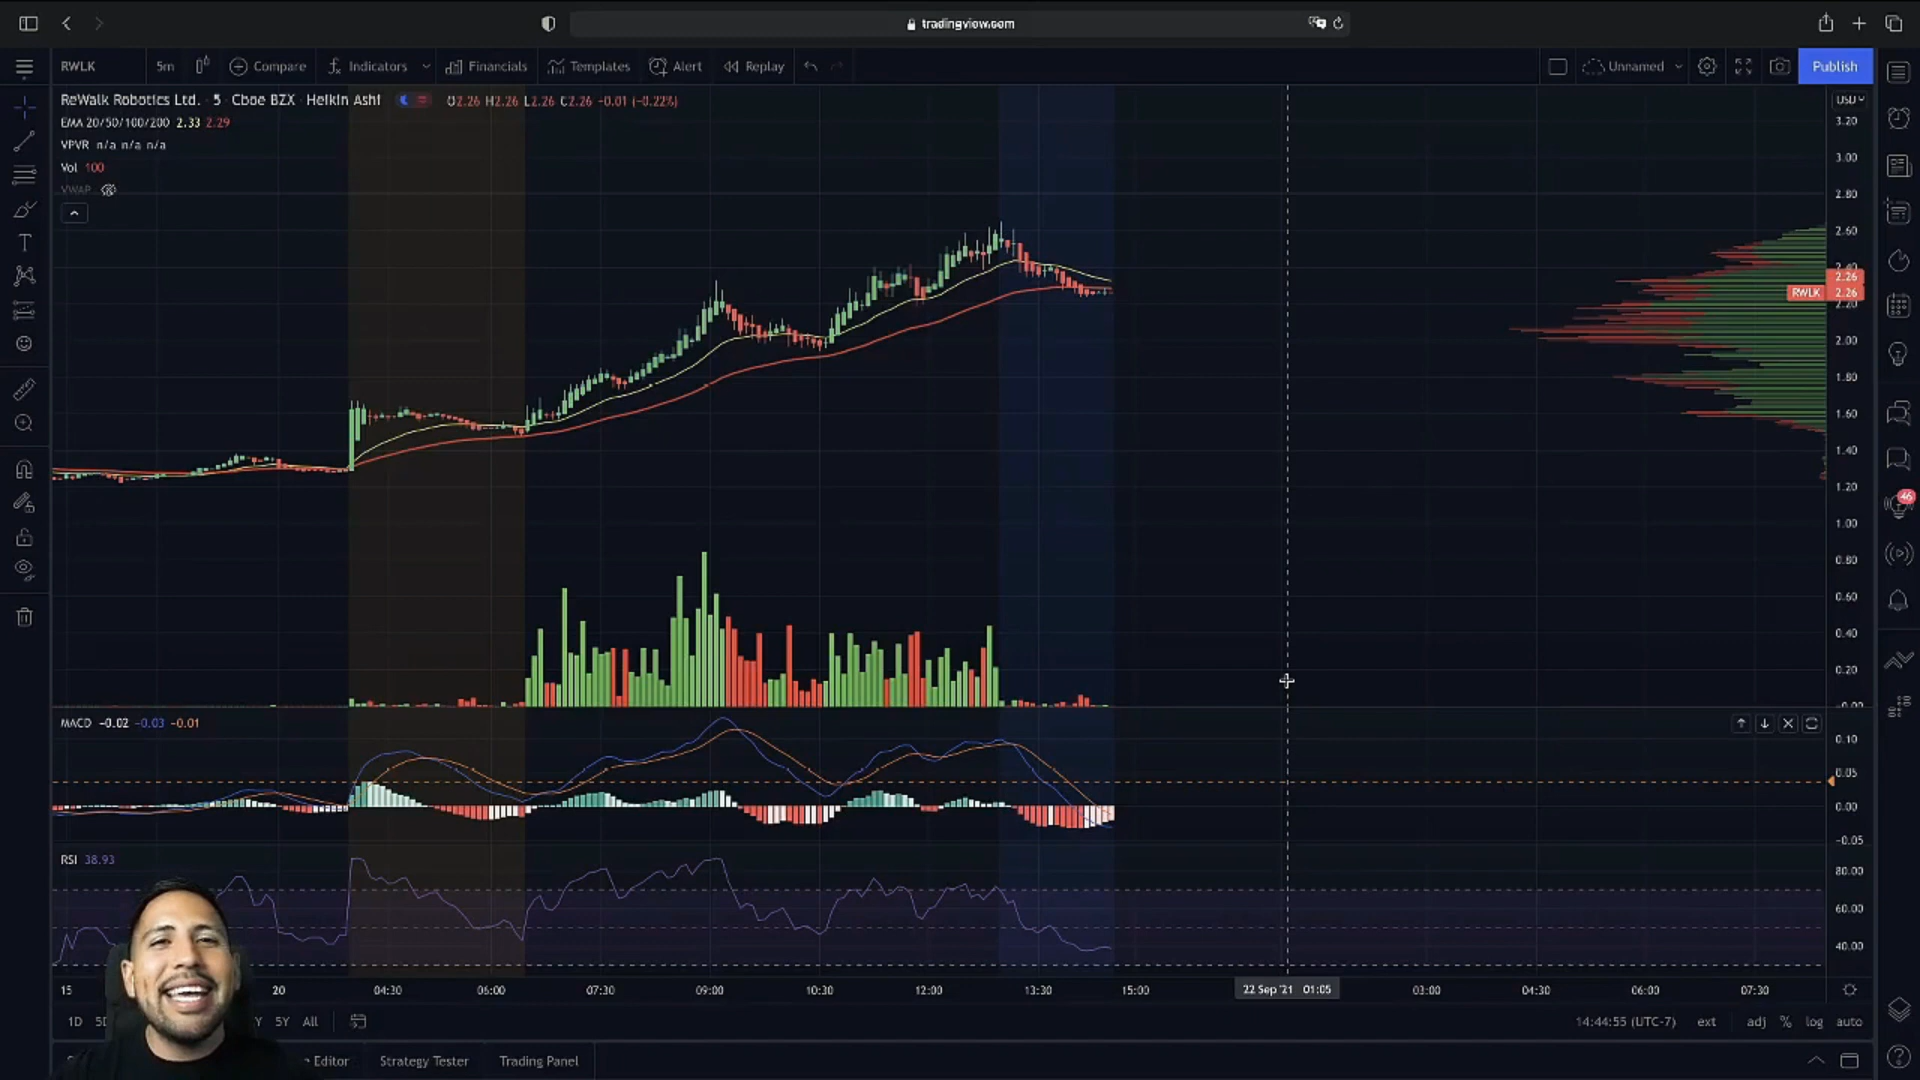 tradingview.com
RWLK 5m Compare Indicators Financials Templates Alert Replay Unnamed Publish
ReWalk Robotics Ltd. · 5 · Cboe BZX · Heikin Ashi O2.26 H2.26 L2.26 C2.26 -0.01 (-0.22%)
USD
EMA 20/50/100/200 2.33 2.29
3.20
VPVR n/a n/a n/a
3.00
Vol 100
VWAP
2.80
2.60
2.40
2.26
RWLK 2.26
2.20
2.00
1.80
1.60
1.40
1.20
46
1.00
0.80
0.60
0.40
0.20
-0.00
MACD -0.02 -0.03 -0.01
0.10
0.05
0.00
-0.05
RSI 38.93
80.00
60.00
40.00
15 20 04:30 06:00 07:30 09:00 10:30 12:00 13:30 15:00 22 Sep '21 01:05 03:00 04:30 06:00 07:30
1D Y 5Y All 14:44:55 (UTC-7) ext adj % log auto
e Editor Strategy Tester Trading Panel